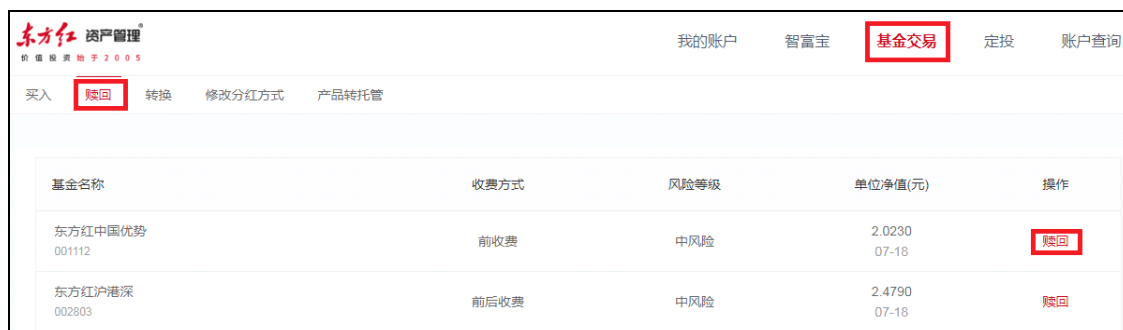 东方红 资产管理
价值投资始于2005
我的账户 智富宝 基金交易 定投 账户查询
买入 赎回 转换 修改分红方式 产品转托管
基金名称 收费方式 风险等级 单位净值(元) 操作
东方红中国优势 前收费 中风险 2.0230 赎回
001112 07-18
东方红沪港深 前后收费 中风险 2.4790 赎回
002803 07-18